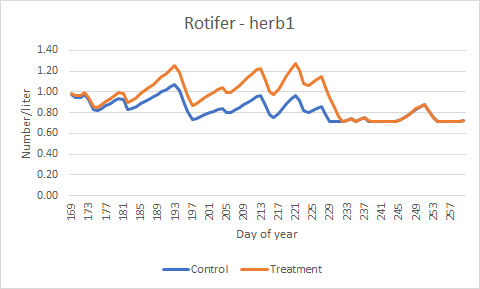 Rotifer - herb1
1.40
1.20
1.00
0.80
0.60
0.40
0.20
0.00
Number/liter
169 173 177 181 185 189 193 197 201 205 209 213 217 221 225 229 233 237 241 245 249 253 257
Day of year
Control Treatment